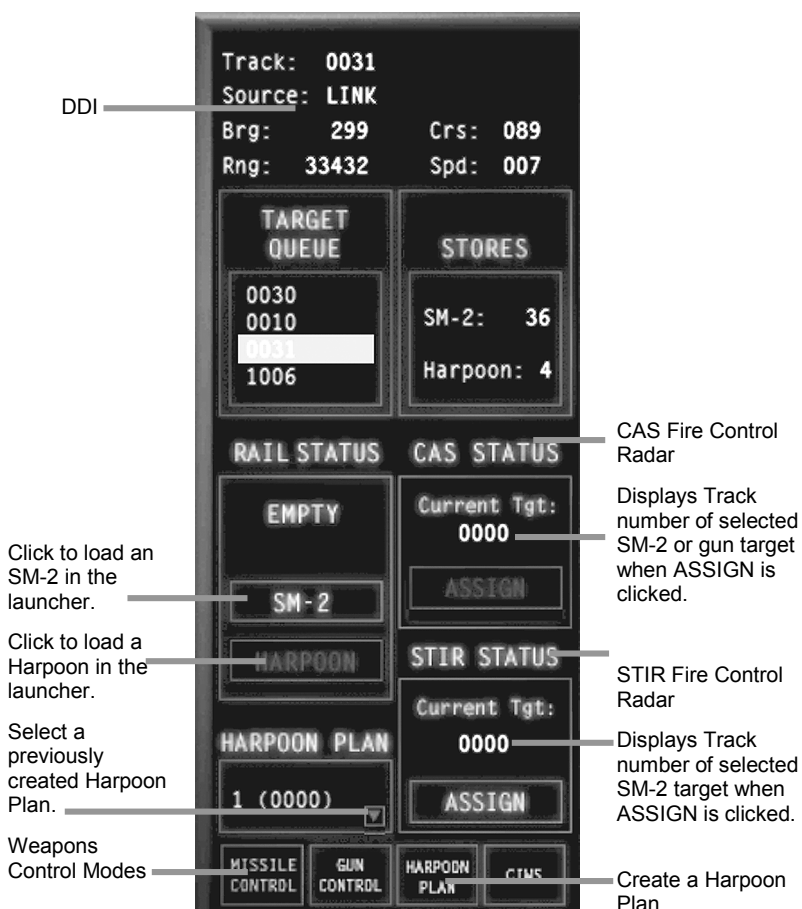 Track: 0031
Source: LINK
Brg: 299 Crs: 089
Rng: 33432 Spd: 007
DDI
TARGET
QUEUE
0030
0010
0031
1006
STORES
SM-2: 36
Harpoon: 4
RAIL STATUS
EMPTY
SM-2
HARPOON
CAS STATUS
Current Tgt:
0000
ASSIGN
STIR STATUS
Current Tgt:
0000
ASSIGN
HARPOON PLAN
1 (0000)
MISSILE
CONTROL
GUN
CONTROL
HARPOON
PLAN
CIWS
Click to load an
SM-2 in the
launcher.
Click to load a
Harpoon in the
launcher.
Select a
previously
created Harpoon
Plan.
Weapons
Control Modes
CAS Fire Control
Radar
Displays Track
number of selected
SM-2 or gun target
when ASSIGN is
clicked.
STIR Fire Control
Radar
Displays Track
number of selected
SM-2 target when
ASSIGN is clicked.
Create a Harpoon
Plan